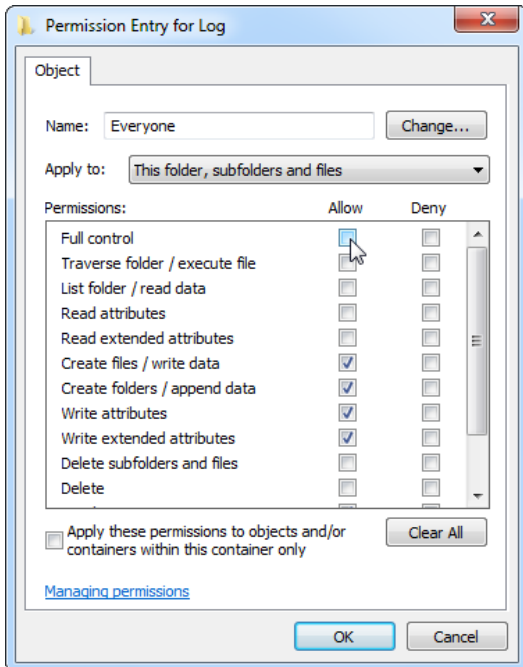 Permission Entry for Log
Object
Name: Everyone Change...
Apply to: This folder, subfolders and files
Permissions: Allow Deny
Full control
Traverse folder / execute file
List folder / read data
Read attributes
Read extended attributes
Create files / write data
Create folders / append data
Write attributes
Write extended attributes
Delete subfolders and files
Delete
Apply these permissions to objects and/or
containers within this container only
Clear All
Managing permissions
OK Cancel